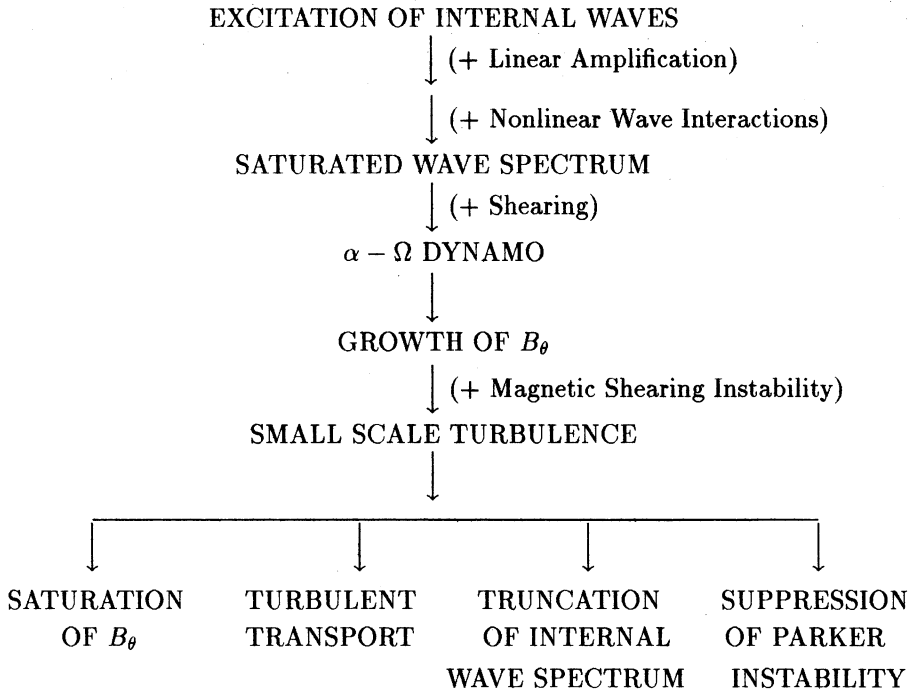 EXCITATION OF INTERNAL WAVES
(+ Linear Amplification)
(+ Nonlinear Wave Interactions)
SATURATED WAVE SPECTRUM
(+ Shearing)
α − Ω DYNAMO
GROWTH OF B_θ
(+ Magnetic Shearing Instability)
SMALL SCALE TURBULENCE
SATURATION
OF B_θ
TURBULENT
TRANSPORT
TRUNCATION
OF INTERNAL
WAVE SPECTRUM
SUPPRESSION
OF PARKER
INSTABILITY